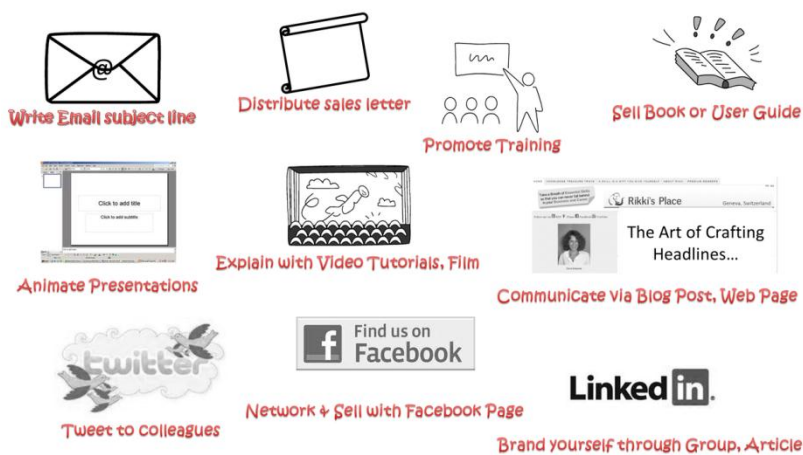 @
Write Email subject line
Distribute sales letter
Promote Training
Sell Book or User Guide
Click to add title
Click to add subtitle
Animate Presentations
Explain with Video Tutorials, Film
Rikki's Place
Geneva, Switzerland
The Art of Crafting
Headlines...
Communicate via Blog Post, Web Page
twitter
Tweet to colleagues
f
Find us on
Facebook
Network & Sell with Facebook Page
Linked in.
Brand yourself through Group, Article